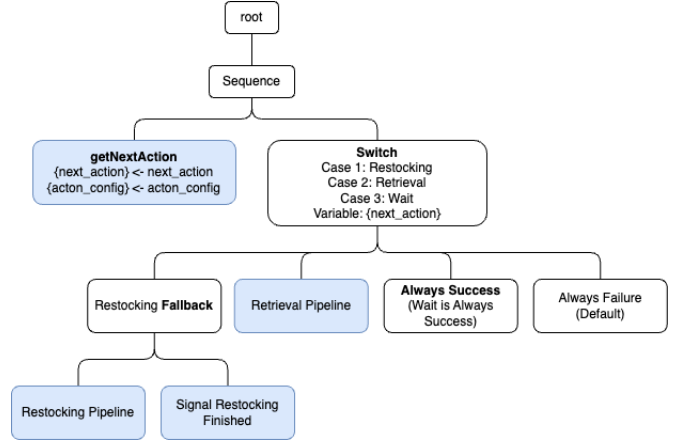 root
Sequence
getNextAction
{next_action} <- next_action
{acton_config} <- acton_config
Switch
Case 1: Restocking
Case 2: Retrieval
Case 3: Wait
Variable: {next_action}
Restocking Fallback
Retrieval Pipeline
Always Success
(Wait is Always
Success)
Always Failure
(Default)
Restocking Pipeline
Signal Restocking
Finished